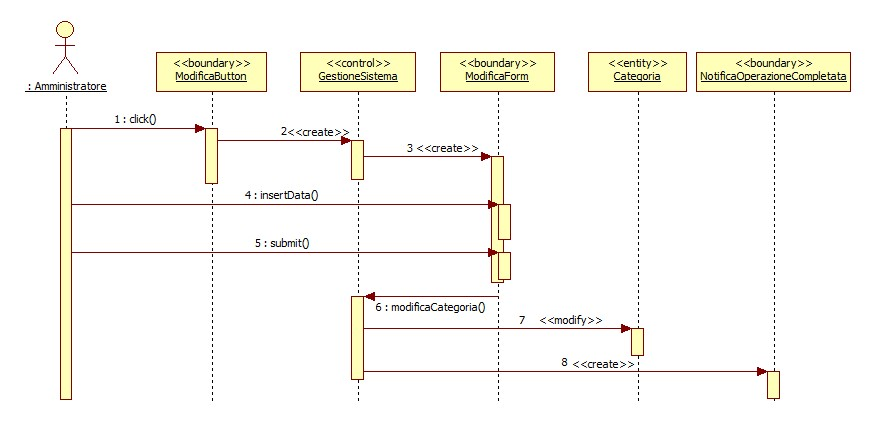 : Amministratore
<<boundary>>
ModificaButton
<<control>>
GestioneSistema
<<boundary>>
ModificaForm
<<entity>>
Categoria
<<boundary>>
NotificaOperazioneCompletata
1 : click()
2<<create>>
3 <<create>>
4 : insertData()
5 : submit()
6 : modificaCategoria()
7 <<modify>>
8 <<create>>